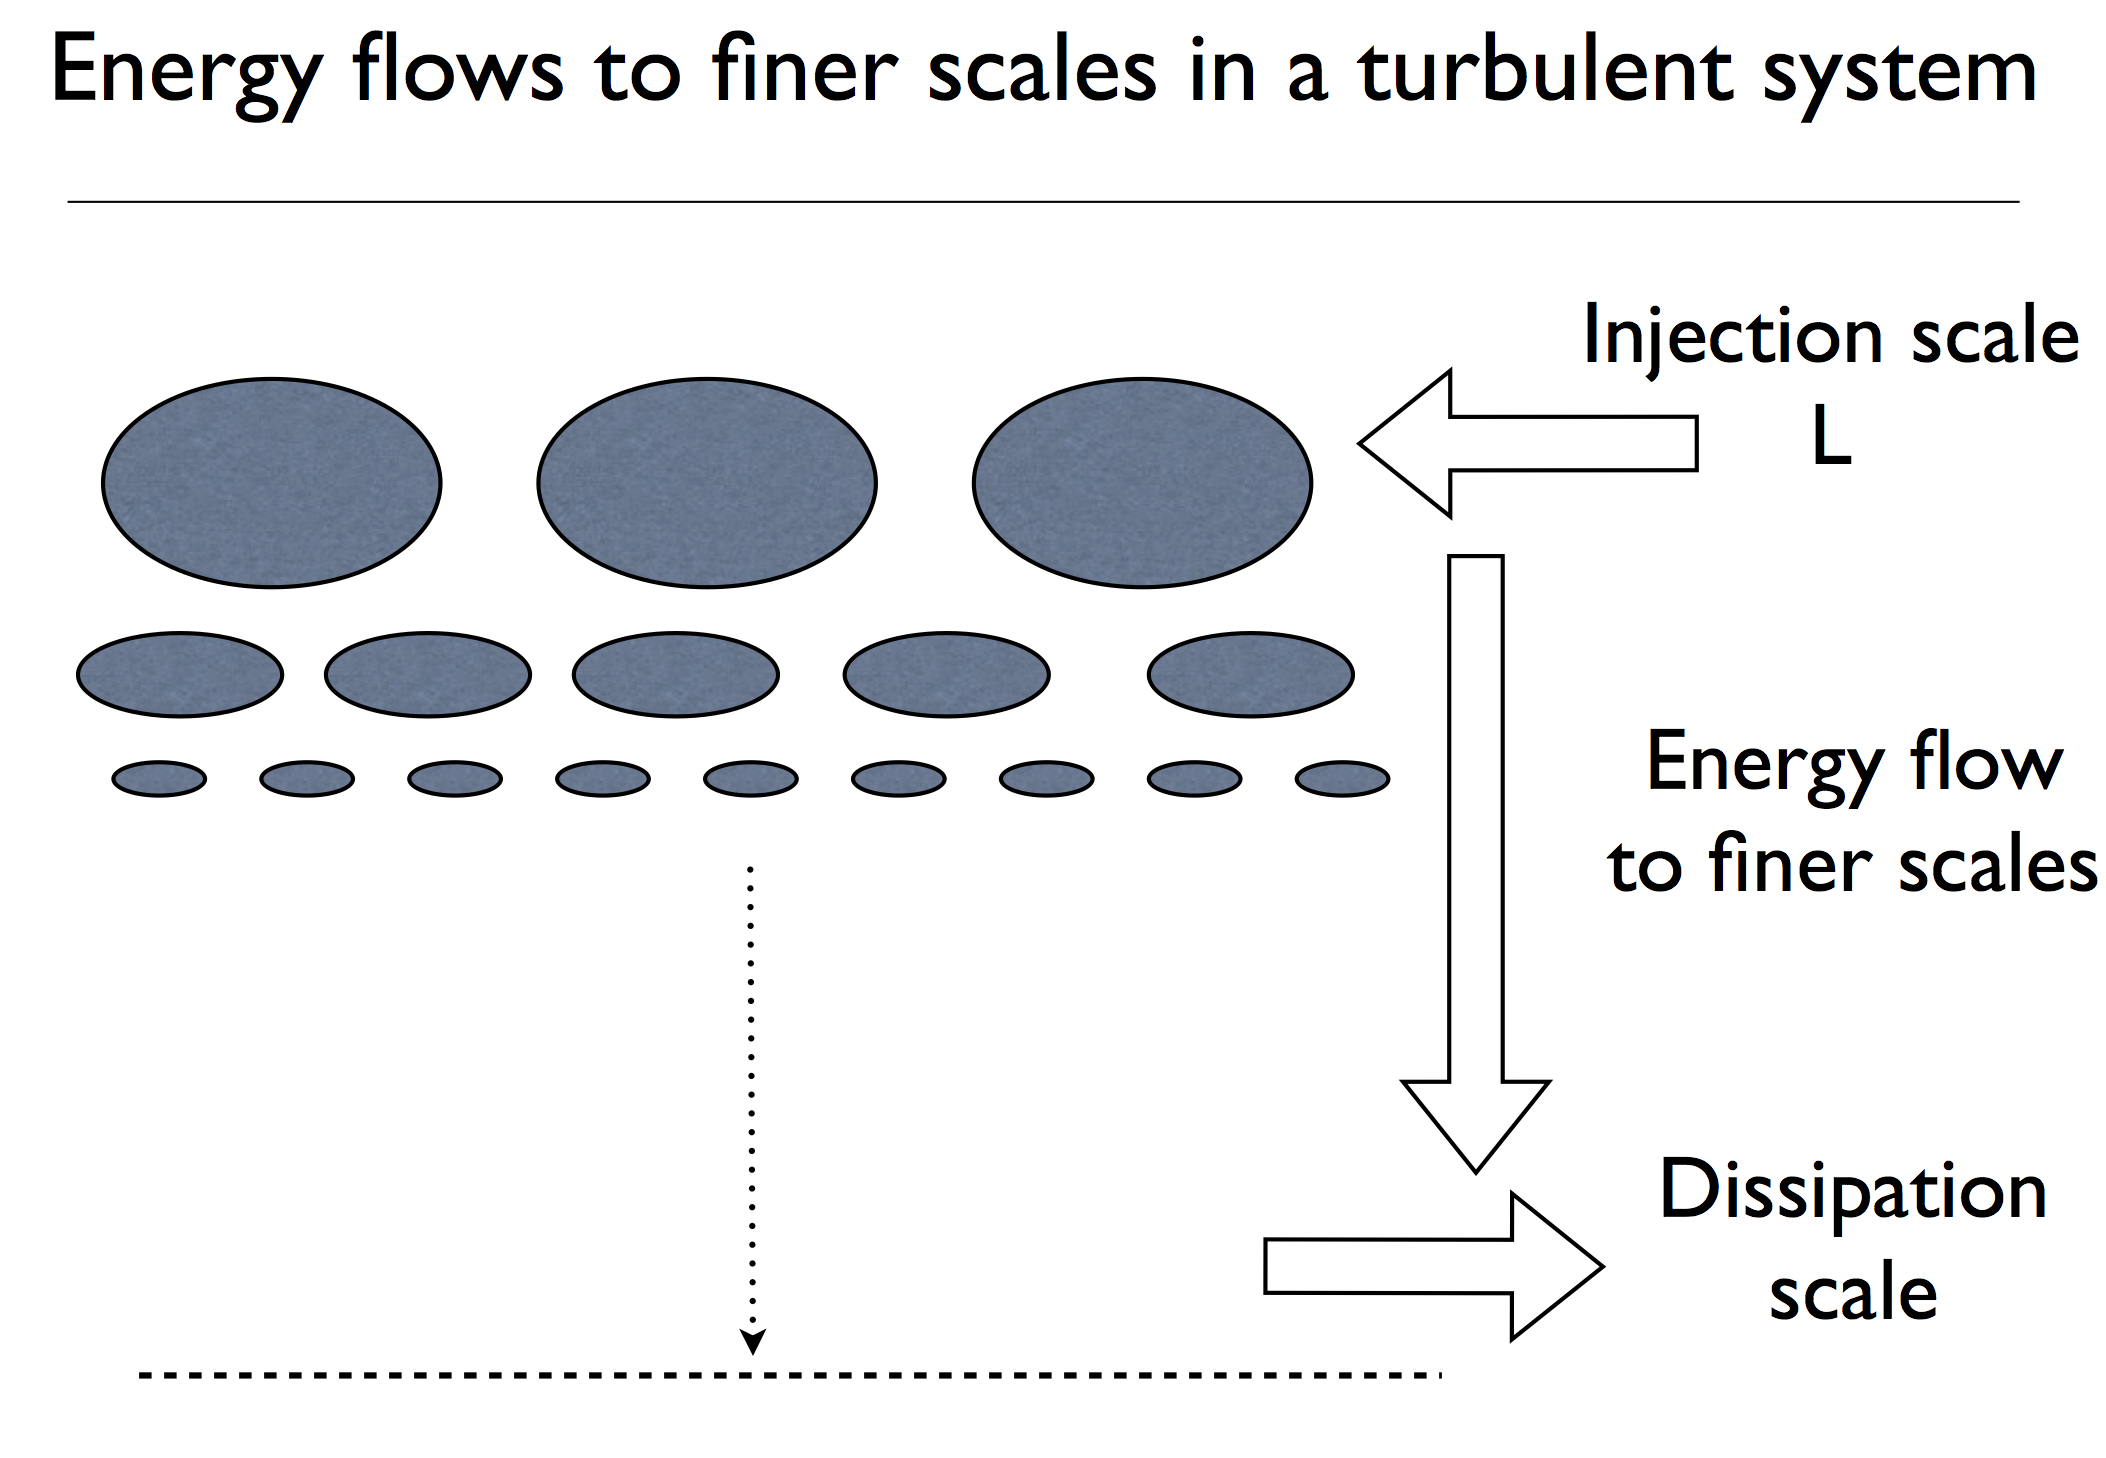 Energy flows to finer scales in a turbulent system
Injection scale
L
Energy flow
to finer scales
Dissipation
scale